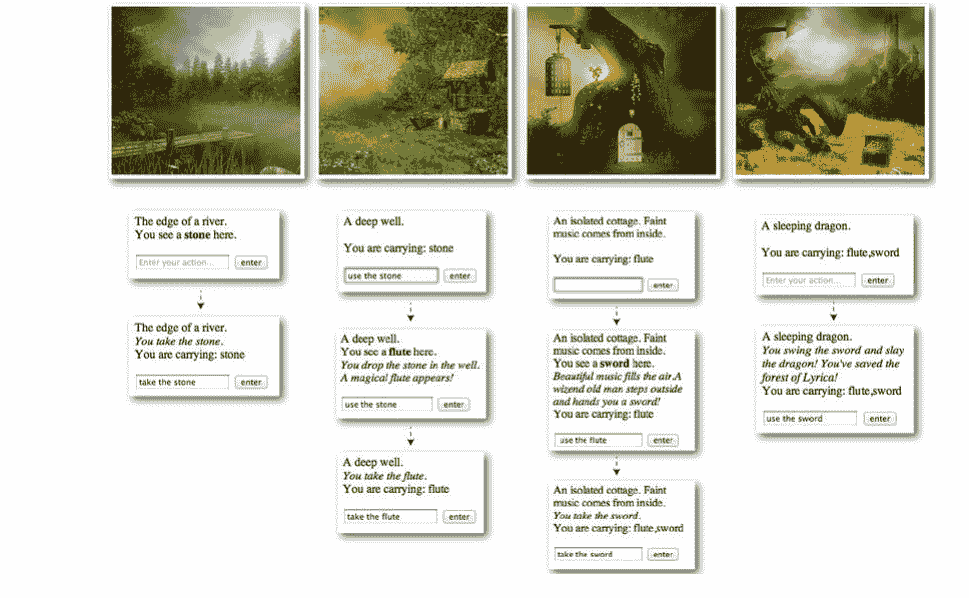 The edge of a river.
You see a stone here.
Enter your action...
enter
The edge of a river.
You take the stone.
You are carrying: stone
take the stone
enter
A deep well.
You are carrying: stone
use the stone
enter
A deep well.
You see a flute here.
You drop the stone in the well.
A magical flute appears!
use the stone
enter
A deep well.
You take the flute.
You are carrying: flute
take the flute
enter
An isolated cottage. Faint
music comes from inside.
You are carrying: flute
enter
An isolated cottage. Faint
music comes from inside.
You see a sword here.
Beautiful music fills the air.A
wizend old man steps outside
and hands you a sword!
You are carrying: flute
use the flute
enter
An isolated cottage. Faint
music comes from inside.
You take the sword.
You are carrying: flute,sword
take the sword
enter
A sleeping dragon.
You are carrying: flute,sword
Enter your action...
enter
A sleeping dragon.
You swing the sword and slay
the dragon! You've saved the
forest of Lyrica!
You are carrying: flute,sword
use the sword
enter